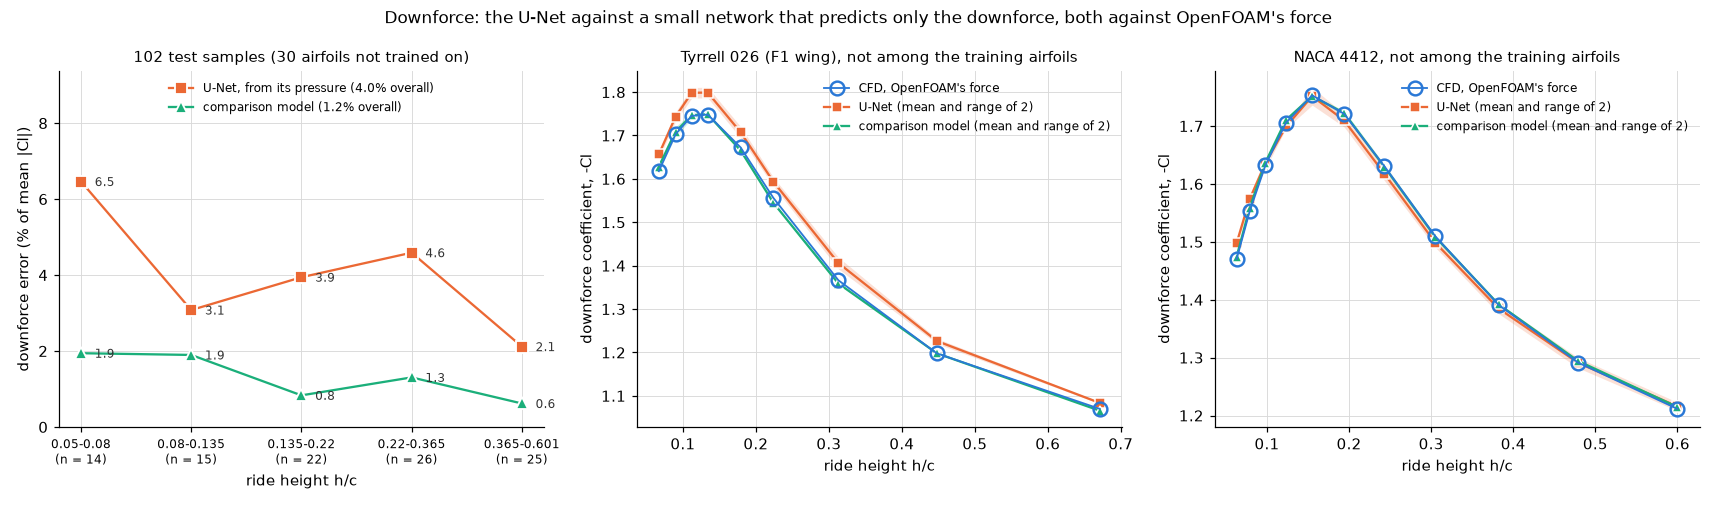 Downforce: the U-Net against a small network that predicts only the downforce, both against OpenFOAM's force
102 test samples (30 airfoils not trained on)
U-Net, from its pressure (4.0% overall)
comparison model (1.2% overall)
downforce error (% of mean |Cl|)
8
6
4
2
0
6.5
3.1
3.9
4.6
2.1
1.9
1.9
0.8
1.3
0.6
0.05-0.08 0.08-0.135 0.135-0.22 0.22-0.365 0.365-0.601
(n = 14) (n = 15) (n = 22) (n = 26) (n = 25)
ride height h/c
Tyrrell 026 (F1 wing), not among the training airfoils
CFD, OpenFOAM's force
U-Net (mean and range of 2)
comparison model (mean and range of 2)
downforce coefficient, -Cl
1.8
1.7
1.6
1.5
1.4
1.3
1.2
1.1
0.1 0.2 0.3 0.4 0.5 0.6 0.7
ride height h/c
NACA 4412, not among the training airfoils
CFD, OpenFOAM's force
U-Net (mean and range of 2)
comparison model (mean and range of 2)
downforce coefficient, -Cl
1.7
1.6
1.5
1.4
1.3
1.2
0.1 0.2 0.3 0.4 0.5 0.6
ride height h/c